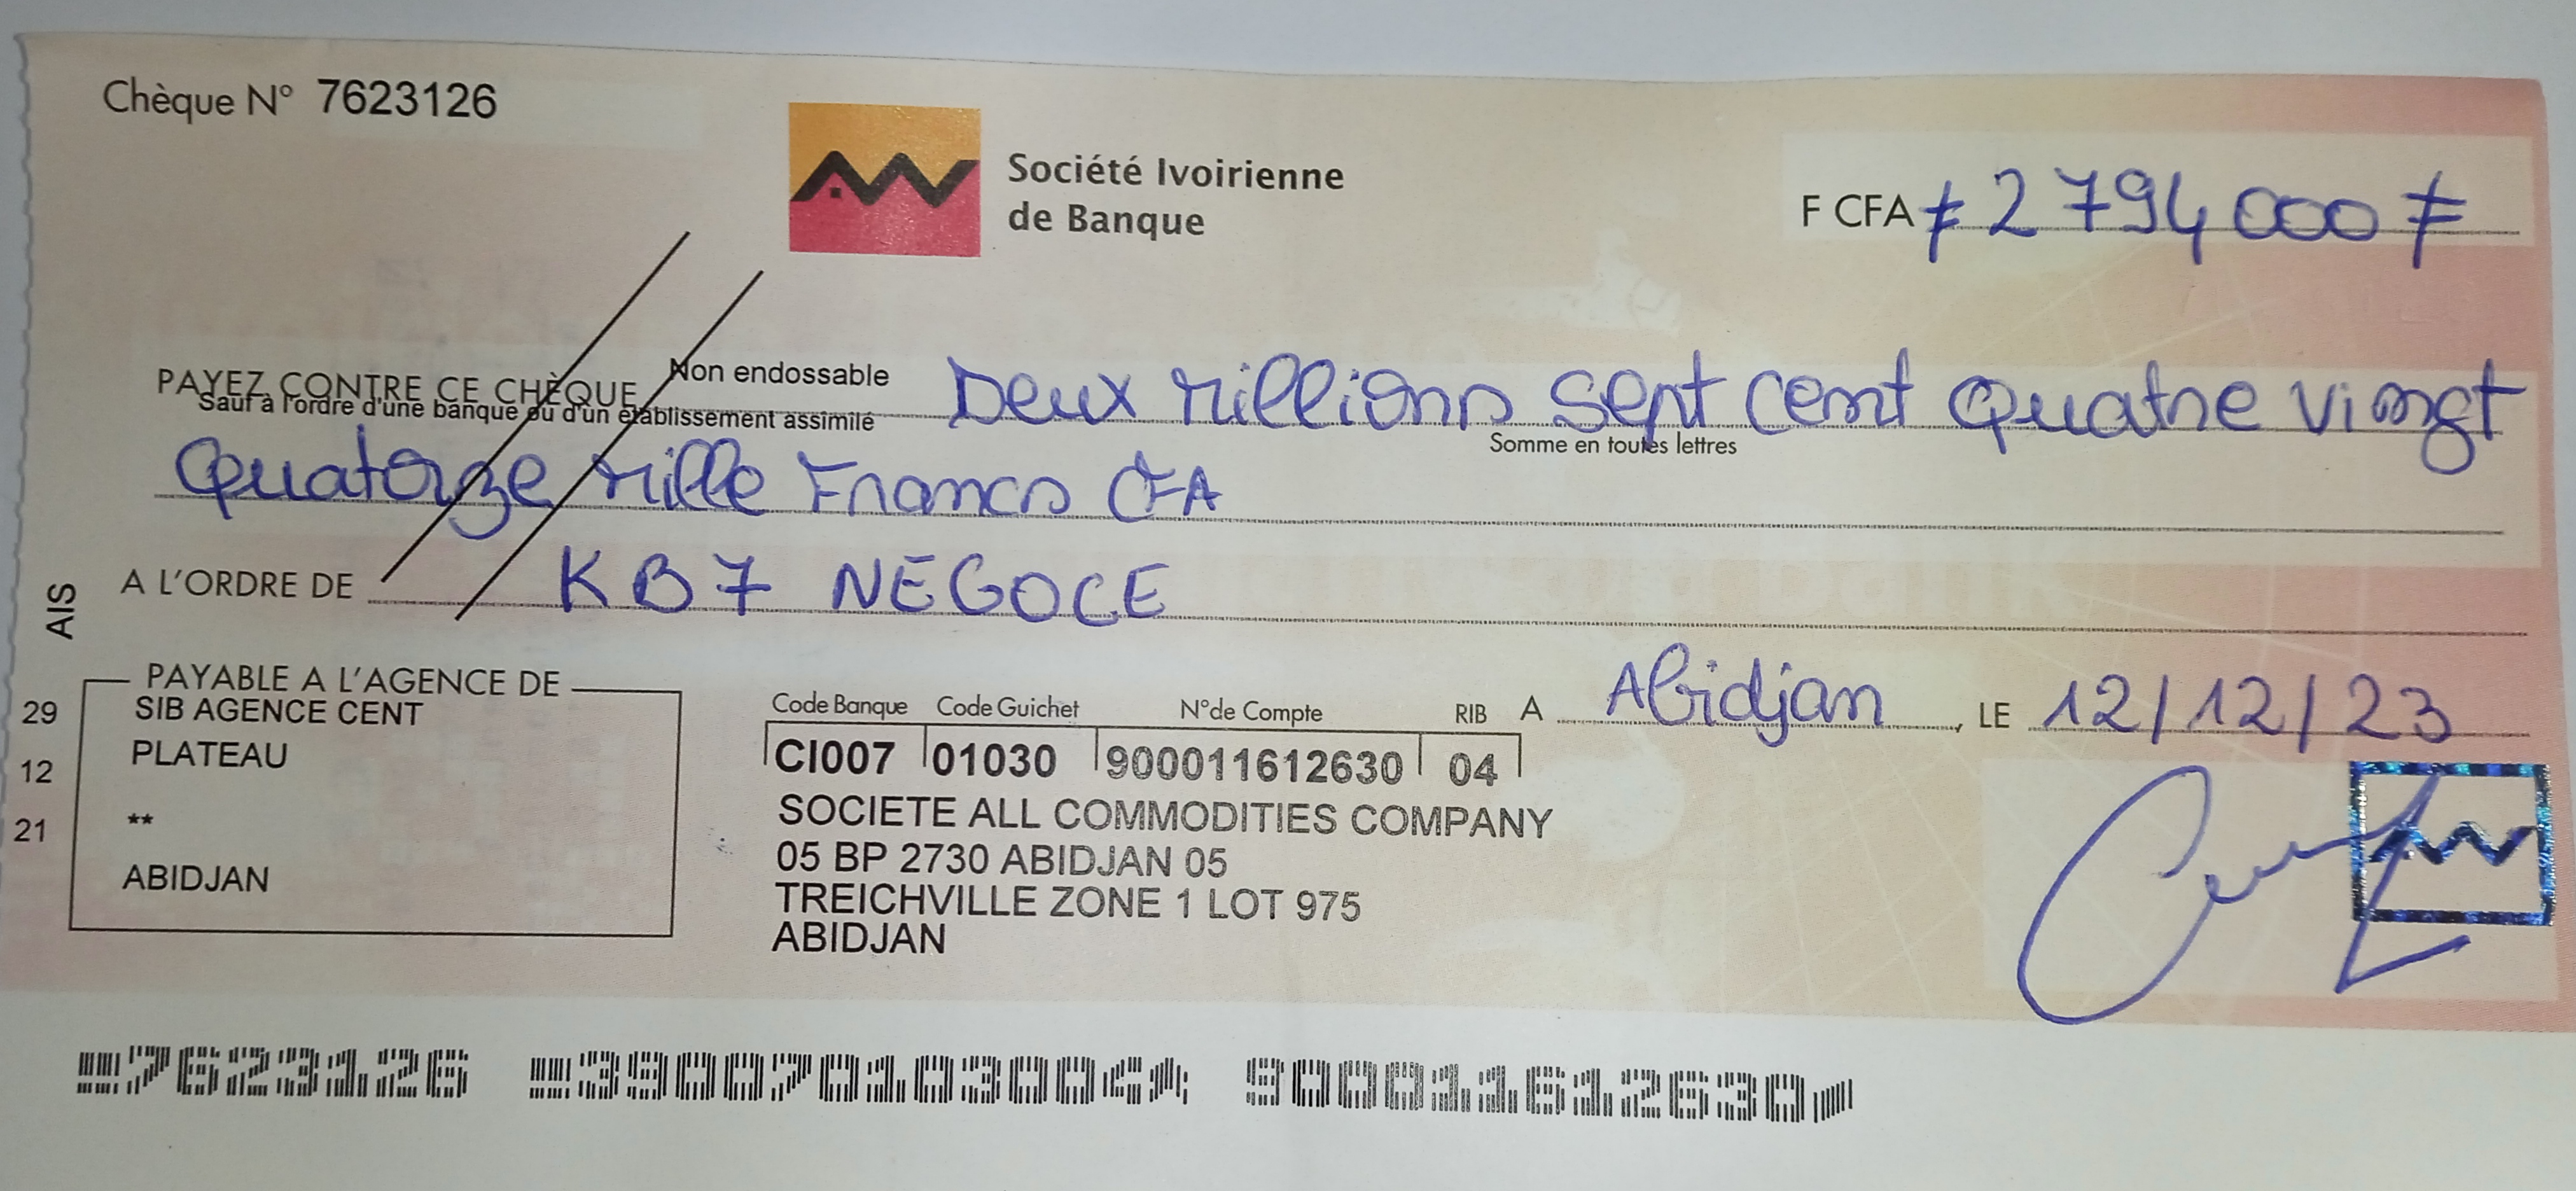 Chèque N° 7623126
Société Ivoirienne
de Banque
F CFA ≠ 2 794 000 ≠
PAYEZ CONTRE CE CHÈQUE Non endossable Deux Millions Sept Cent Quatre Vingt
Sauf à l'ordre d'une banque ou d'un établissement assimilé
Somme en toutes lettres
Quatorze Mille Francs CFA
A L'ORDRE DE KB7 NEGOCE
AIS
PAYABLE A L'AGENCE DE
SIB AGENCE CENT
PLATEAU
**
ABIDJAN
29
12
21
Code Banque Code Guichet N°de Compte RIB
CI007 01030 900011612630 04
SOCIETE ALL COMMODITIES COMPANY
05 BP 2730 ABIDJAN 05
TREICHVILLE ZONE 1 LOT 975
ABIDJAN
A Abidjan, LE 12/12/23
7623126 390070103000 900011612630